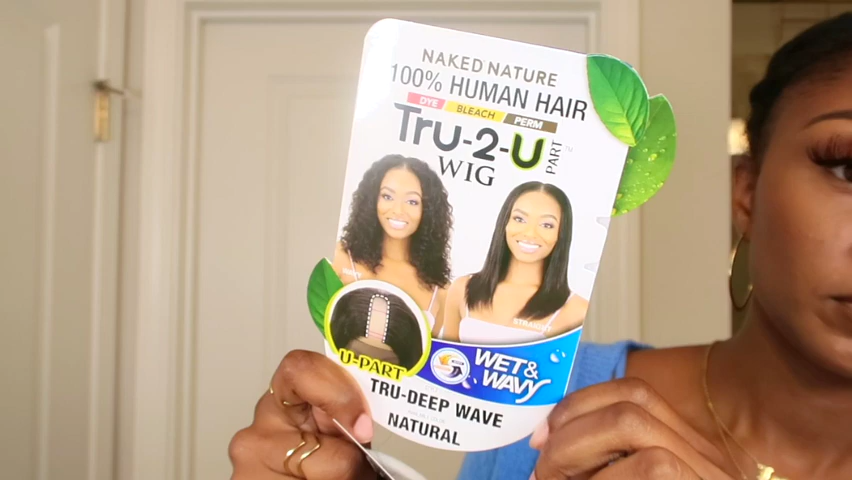 NAKED NATURE
100% HUMAN HAIR
DYE BLEACH PERM
Tru-2-U PART
WIG
STRAIGHT
U-PART
WET& WAVY
TRU-DEEP WAVE
NATURAL